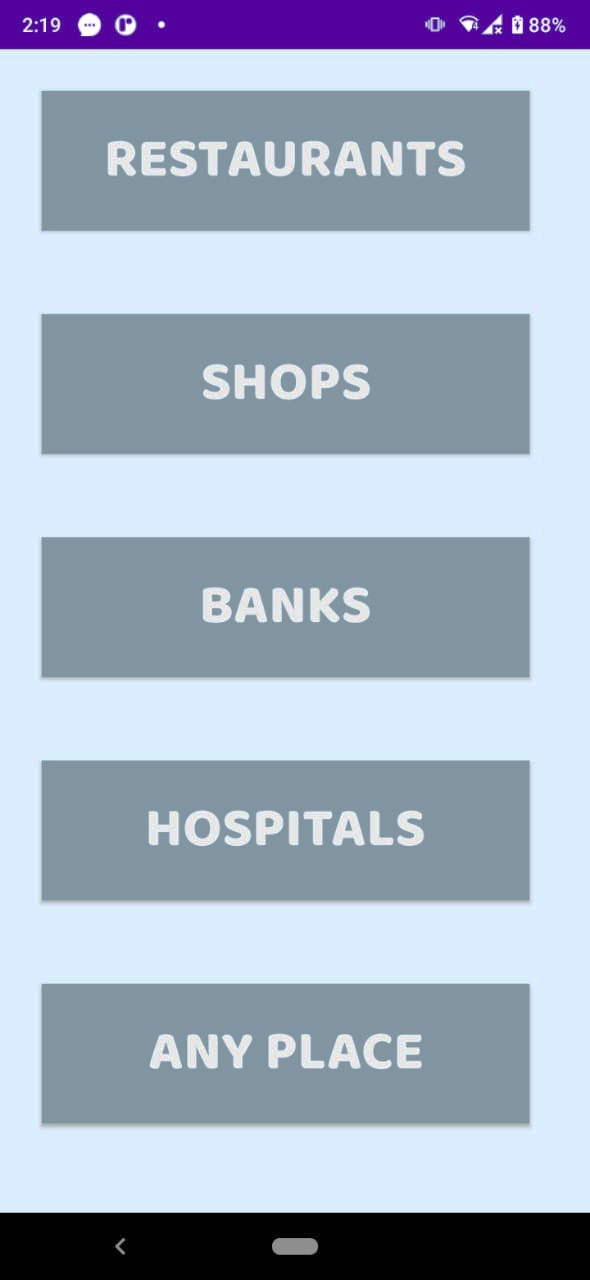 2:19 88%
RESTAURANTS
SHOPS
BANKS
HOSPITALS
ANY PLACE